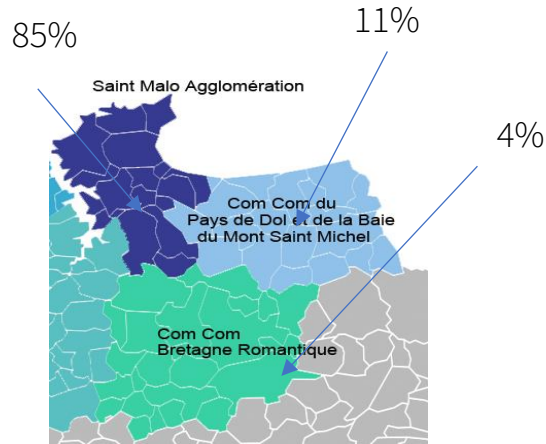 85%
11%
4%
Saint Malo Agglomération
Com Com du
Pays de Dol et de la Baie
du Mont Saint Michel
Com Com
Bretagne Romantique